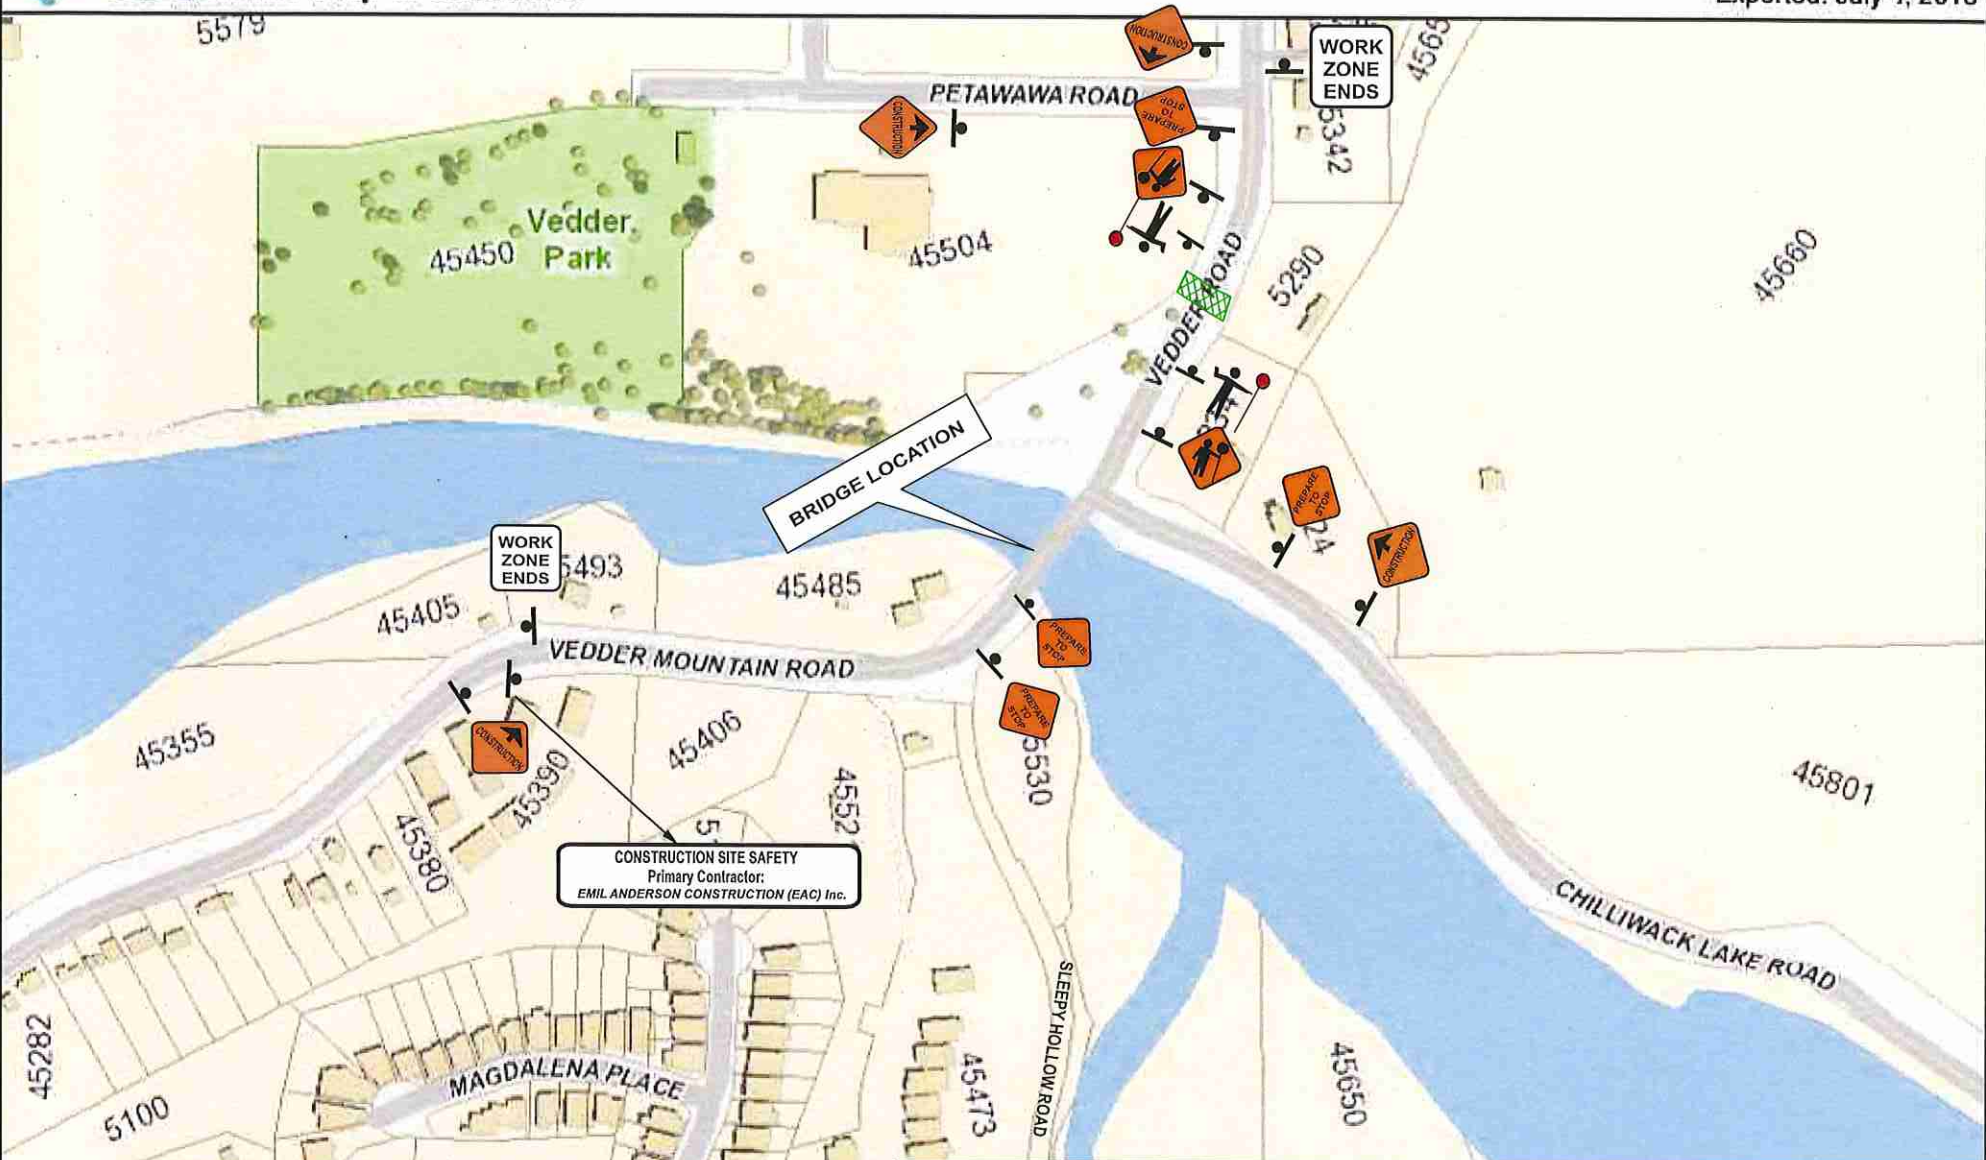 5579
CONSTRUCTION
WORK
ZONE
ENDS
PETAWAWA ROAD
CONSTRUCTION
PREPARE
TO
STOP
5342
Vedder
Park
45450
45504
VEDDER ROAD
5290
45660
BRIDGE LOCATION
PREPARE
TO
STOP
CONSTRUCTION
WORK
ZONE
ENDS
5493
45485
45405
PREPARE
TO
STOP
VEDDER MOUNTAIN ROAD
PREPARE
TO
STOP
45355
CONSTRUCTION
45406
45390
5530
45801
45380
CONSTRUCTION SITE SAFETY
Primary Contractor:
EMIL ANDERSON CONSTRUCTION (EAC) Inc.
CHILLIWACK LAKE ROAD
SLEEPY HOLLOW ROAD
45282
MAGDALENA PLACE
5100
45473
45650